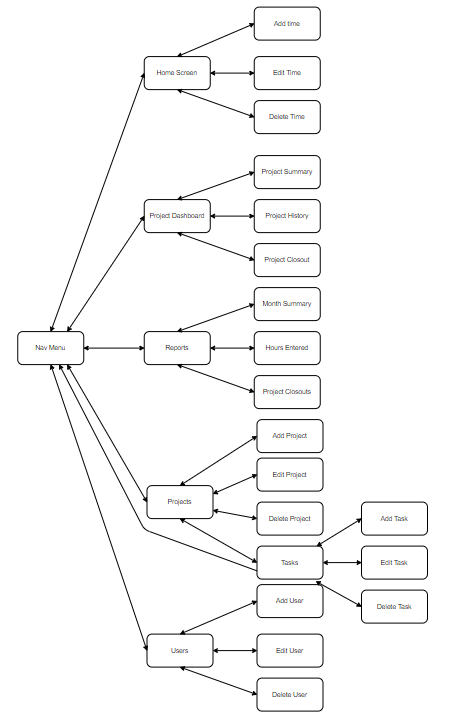 Add time
Home Screen
Edit Time
Delete Time
Project Summary
Project Dashboard
Project History
Project Closout
Month Summary
Nav Menu
Reports
Hours Entered
Project Closouts
Add Project
Edit Project
Projects
Delete Project
Add Task
Tasks
Edit Task
Add User
Delete Task
Users
Edit User
Delete User